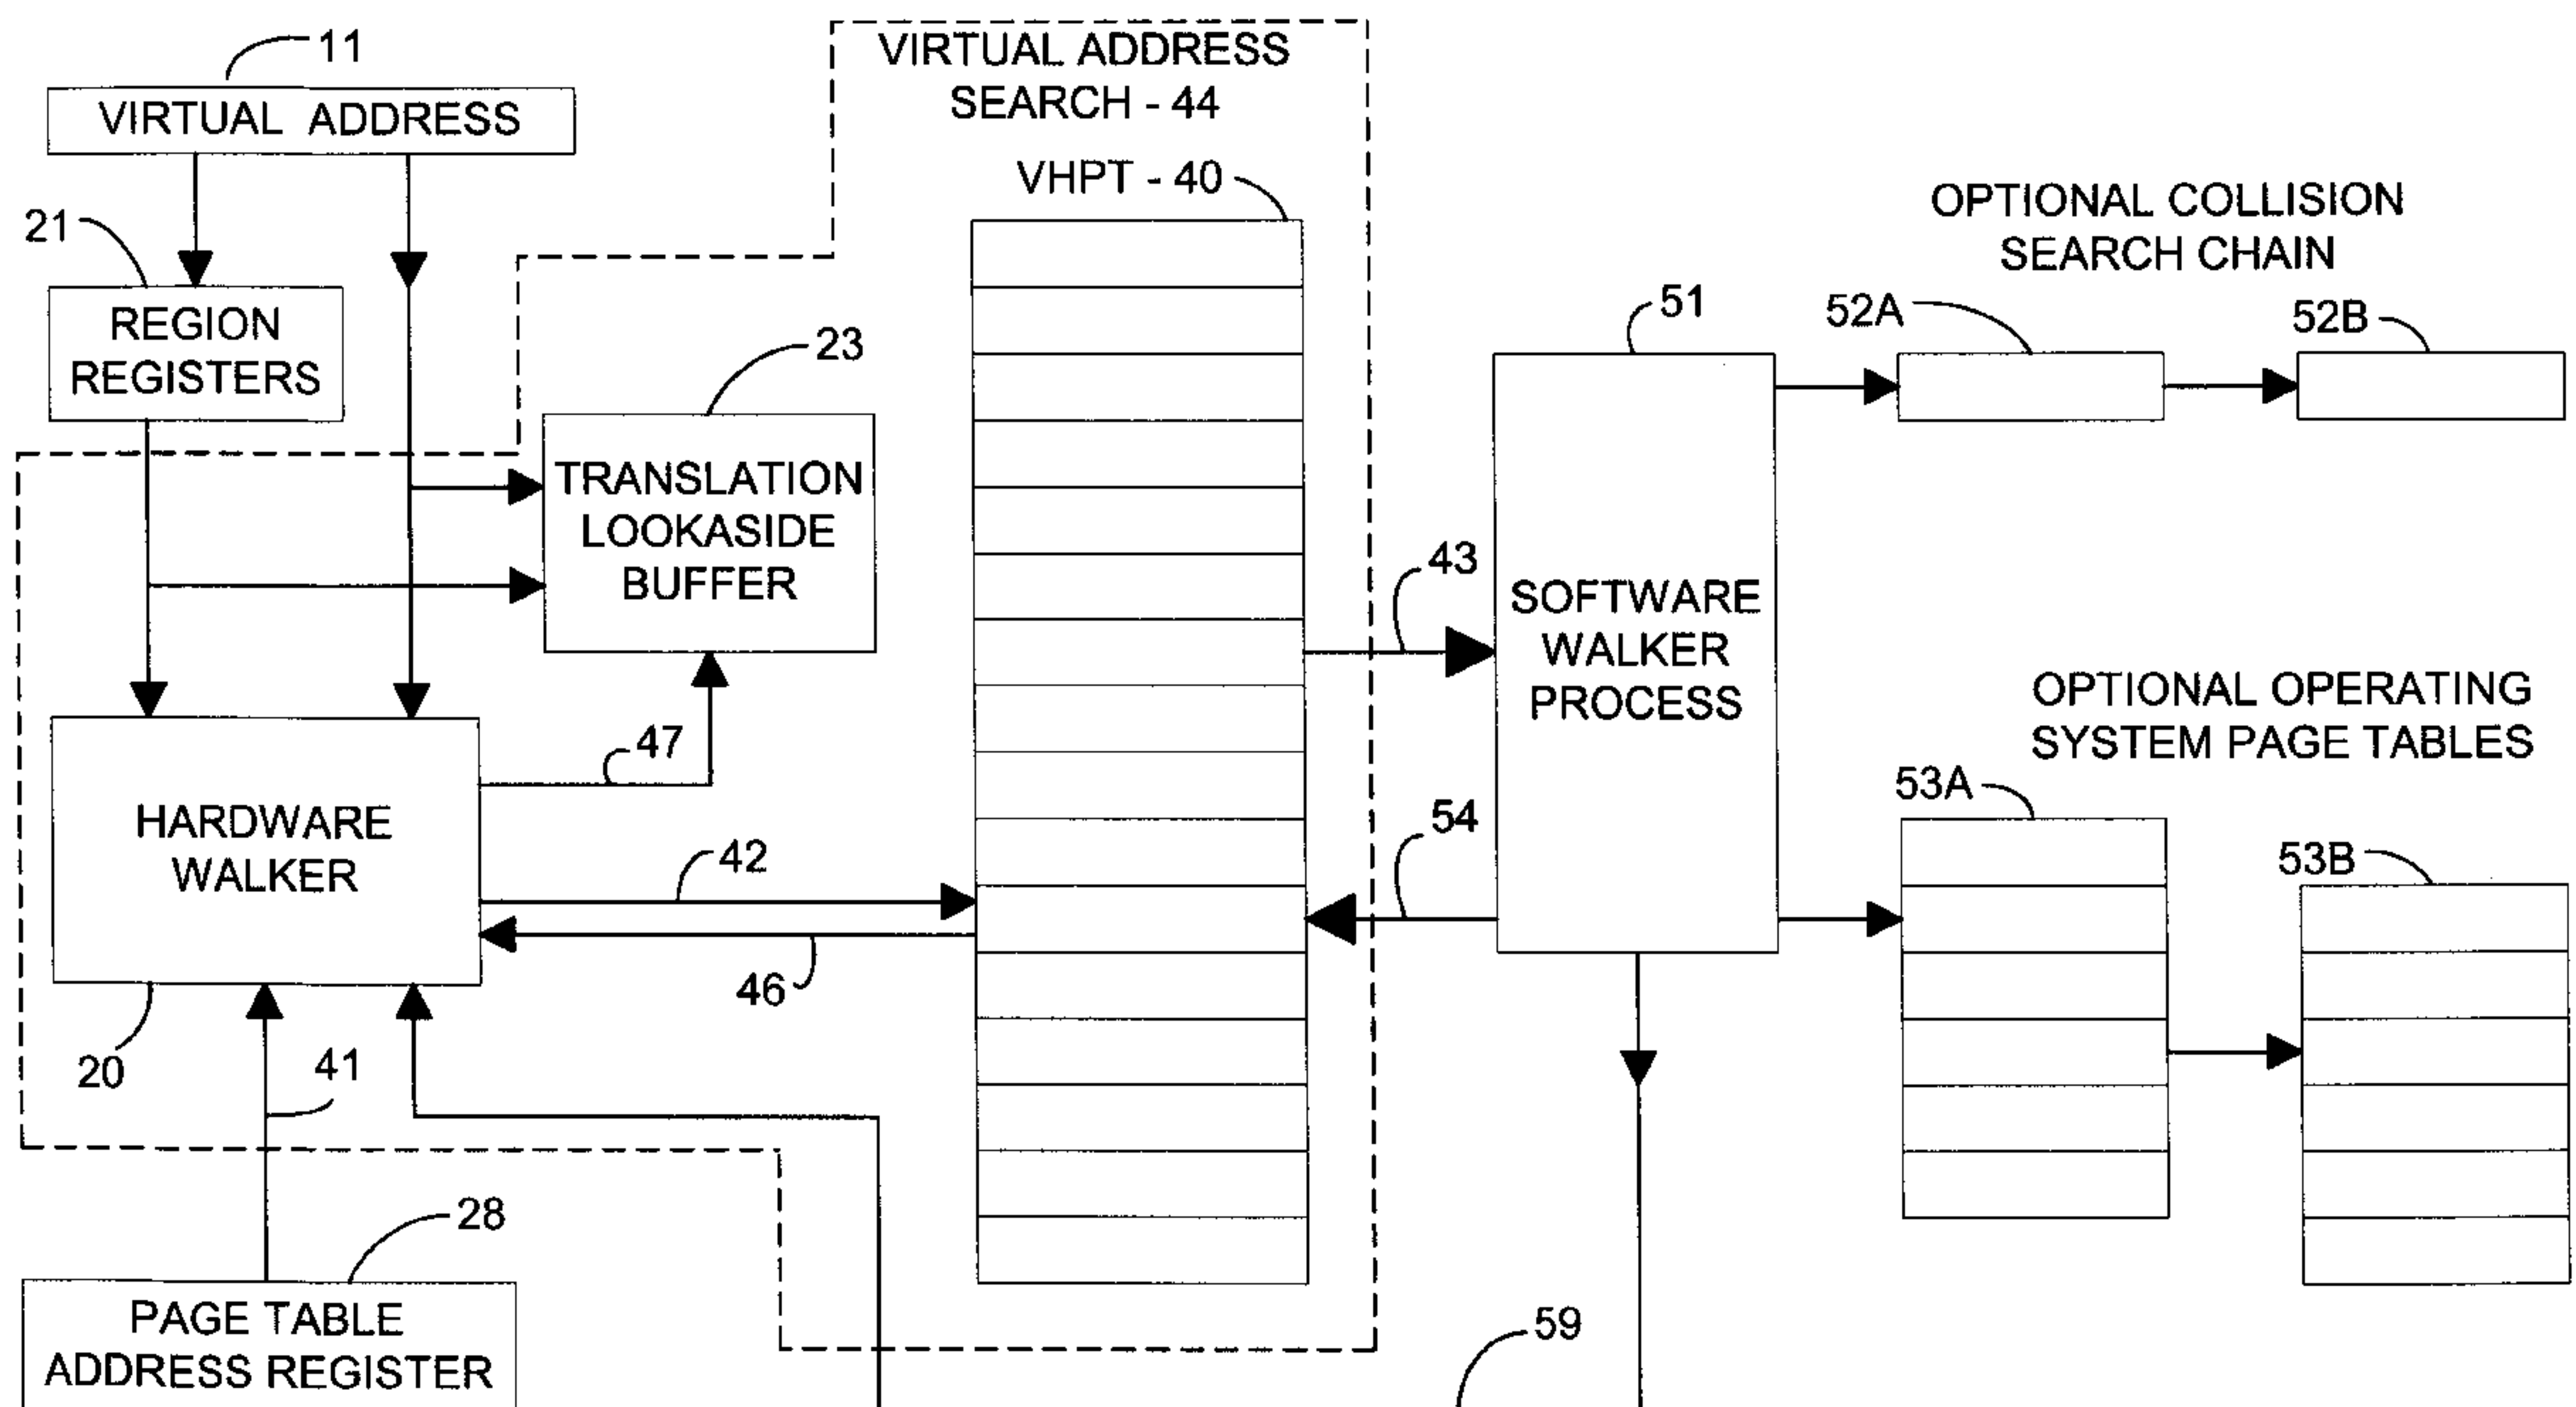 11
VIRTUAL ADDRESS
VIRTUAL ADDRESS
SEARCH - 44
VHPT - 40
21
REGION
REGISTERS
23
TRANSLATION
LOOKASIDE
BUFFER
OPTIONAL COLLISION
SEARCH CHAIN
51
52A
52B
43
SOFTWARE
WALKER
PROCESS
OPTIONAL OPERATING
SYSTEM PAGE TABLES
47
HARDWARE
WALKER
42
54
53A
53B
46
20
41
28
PAGE TABLE
ADDRESS REGISTER
59